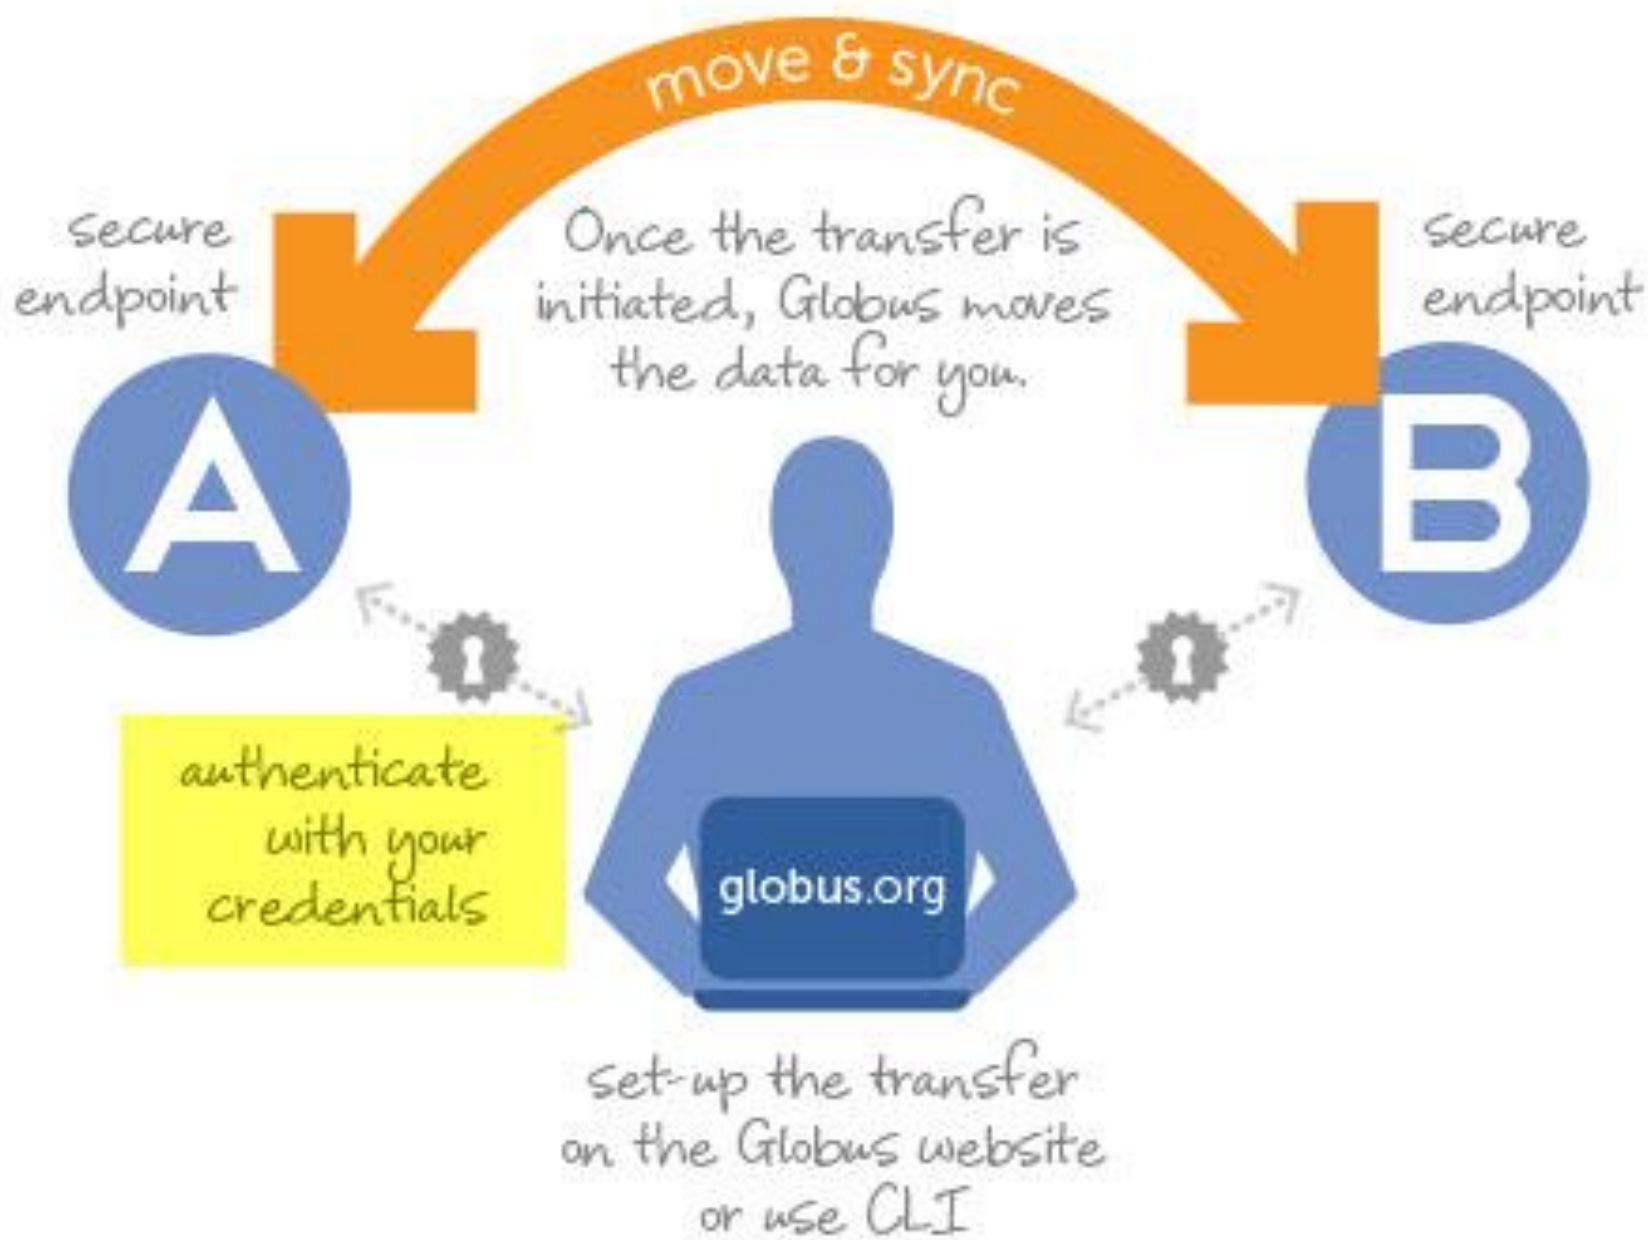 move & sync
secure
endpoint
Once the transfer is
initiated, Globus moves
the data for you.
secure
endpoint
A
B
authenticate
with your
credentials
globus.org
set-up the transfer
on the Globus website
or use CLI